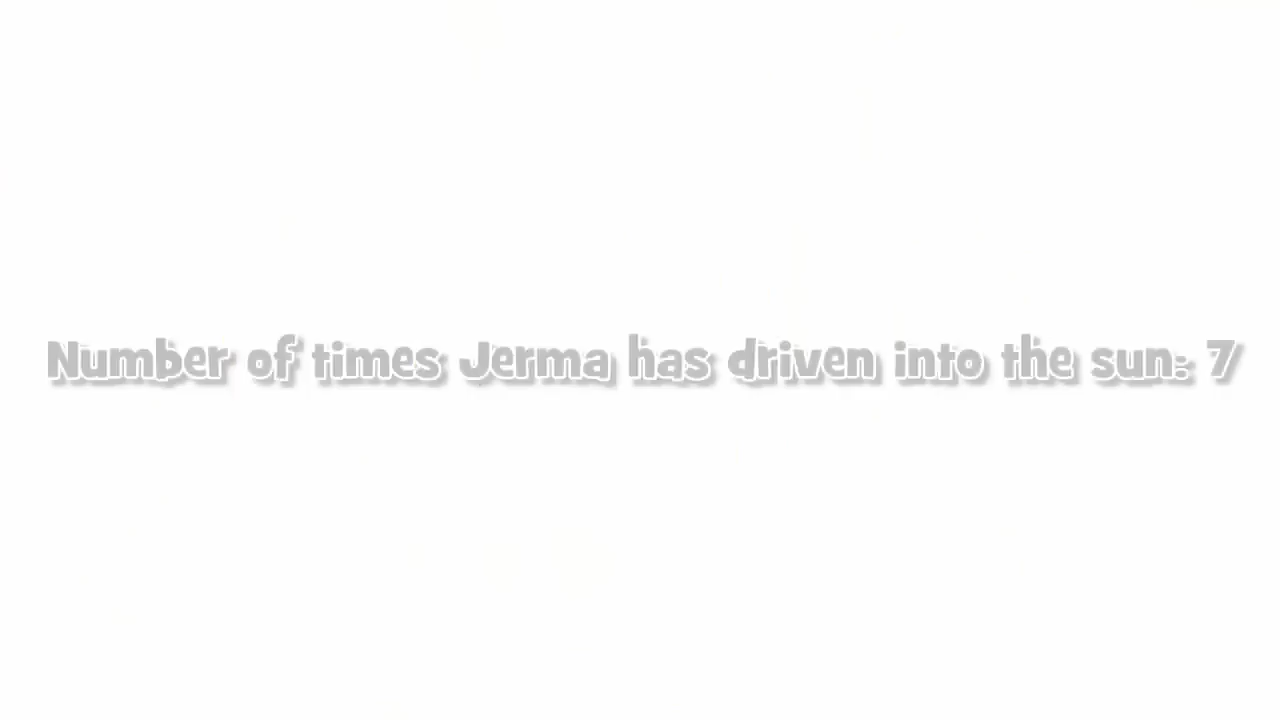 Number of times Jerma has driven into the sun: 7